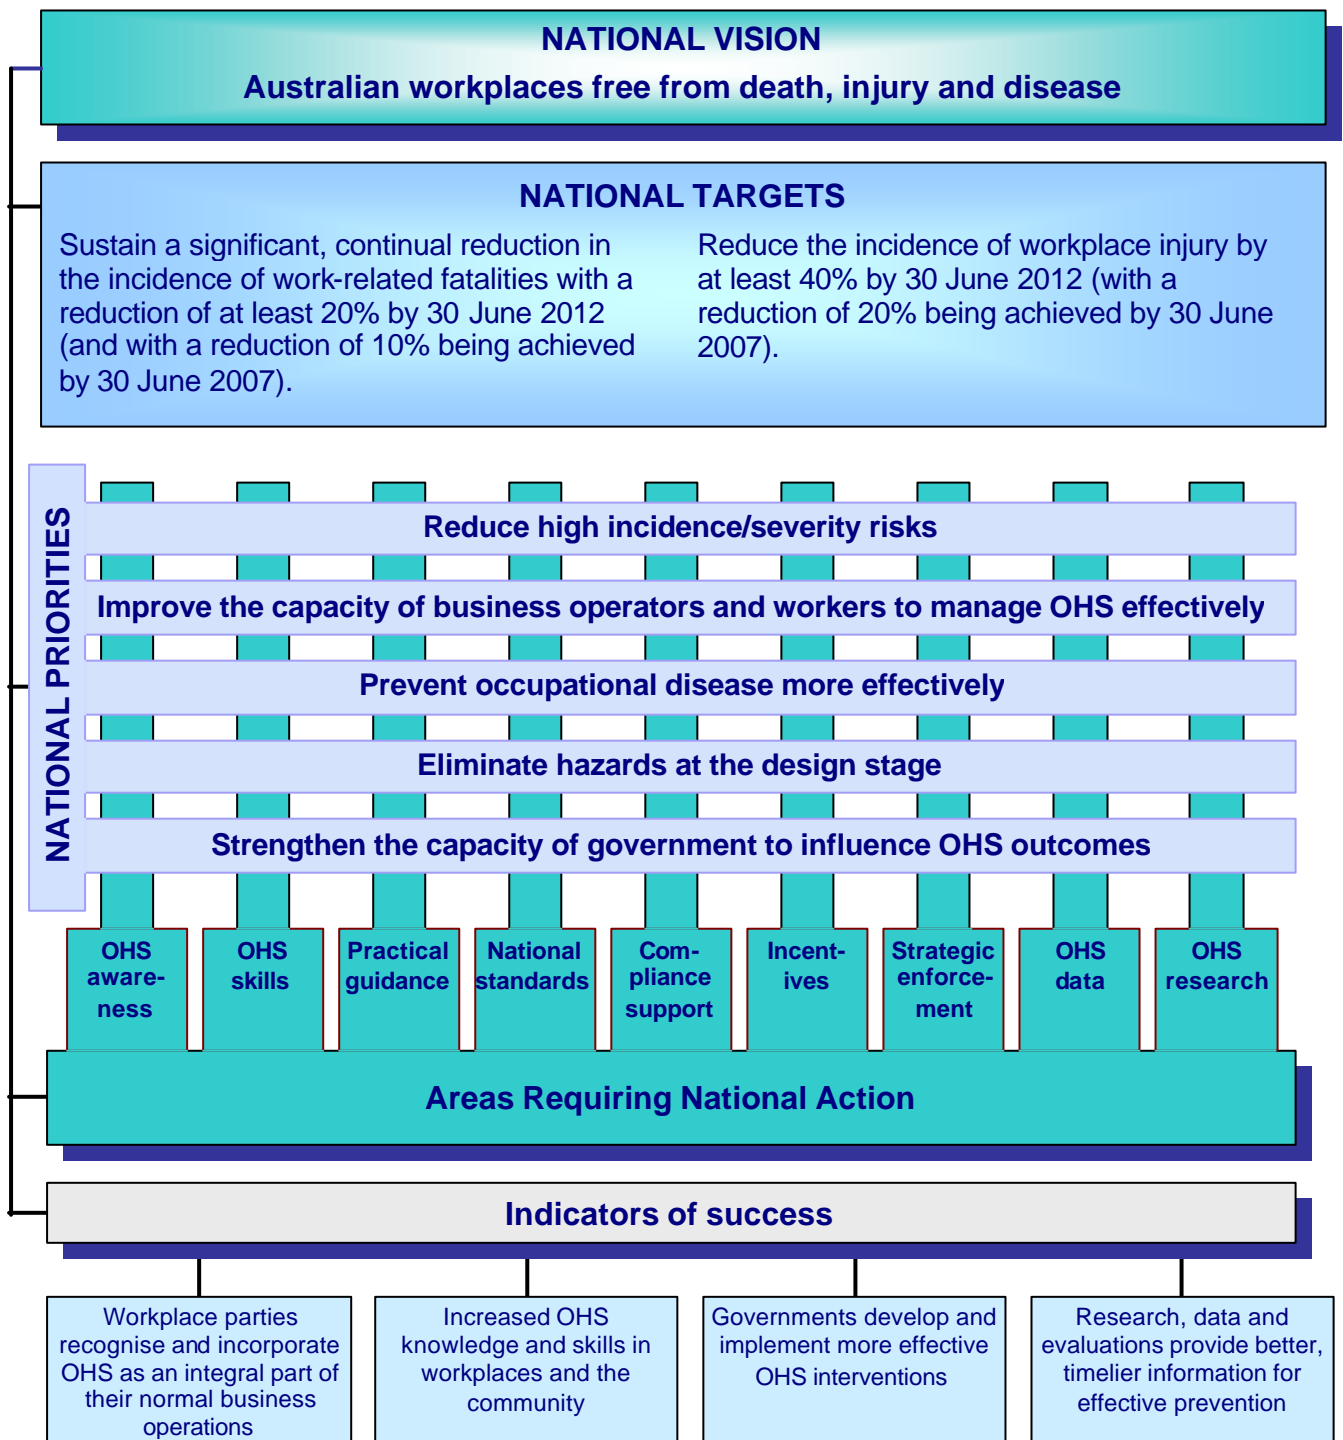 NATIONAL VISION
Australian workplaces free from death, injury and disease
NATIONAL TARGETS
Sustain a significant, continual reduction in
the incidence of work-related fatalities with a
reduction of at least 20% by 30 June 2012
(and with a reduction of 10% being achieved
by 30 June 2007).
Reduce the incidence of workplace injury by
at least 40% by 30 June 2012 (with a
reduction of 20% being achieved by 30 June
2007).
NATIONAL PRIORITIES
Reduce high incidence/severity risks
Improve the capacity of business operators and workers to manage OHS effectively
Prevent occupational disease more effectively
Eliminate hazards at the design stage
Strengthen the capacity of government to influence OHS outcomes
OHS
aware-
ness
OHS
skills
Practical
guidance
National
standards
Com-
pliance
support
Incent-
ives
Strategic
enforce-
ment
OHS
data
OHS
research
Areas Requiring National Action
Indicators of success
Workplace parties
recognise and incorporate
OHS as an integral part of
their normal business
operations
Increased OHS
knowledge and skills in
workplaces and the
community
Governments develop and
implement more effective
OHS interventions
Research, data and
evaluations provide better,
timelier information for
effective prevention